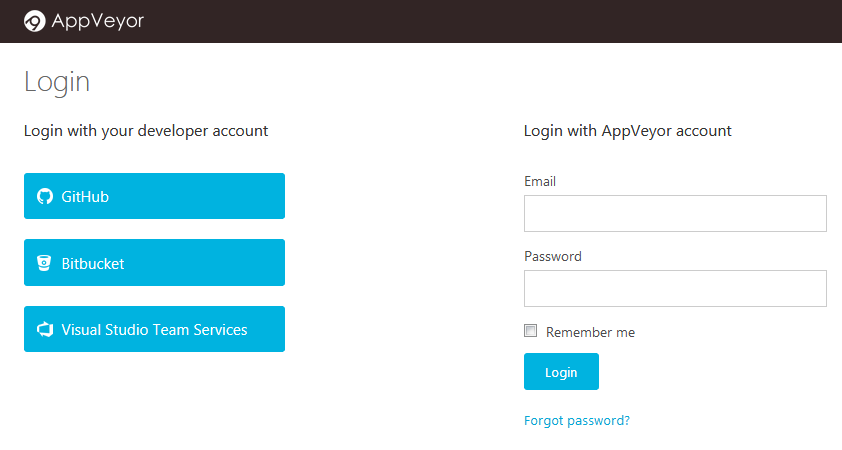 AppVeyor
Login
Login with your developer account
GitHub
Bitbucket
Visual Studio Team Services
Login with AppVeyor account
Email
Password
Remember me
Login
Forgot password?